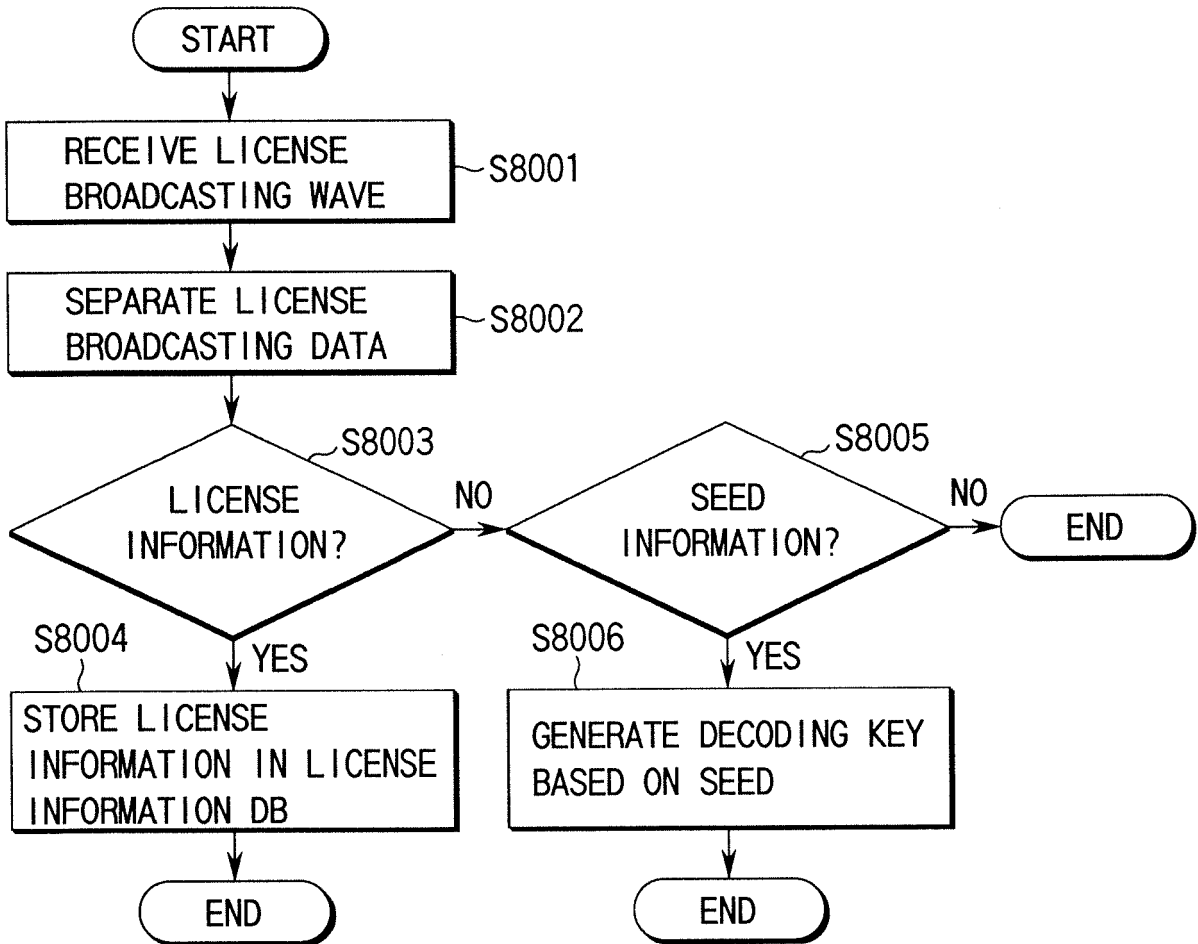 START
RECEIVE LICENSE
BROADCASTING WAVE
S8001
SEPARATE LICENSE
BROADCASTING DATA
S8002
S8003
LICENSE
INFORMATION?
NO
S8005
SEED
INFORMATION?
NO
END
S8004
YES
STORE LICENSE
INFORMATION IN LICENSE
INFORMATION DB
END
S8006
YES
GENERATE DECODING KEY
BASED ON SEED
END